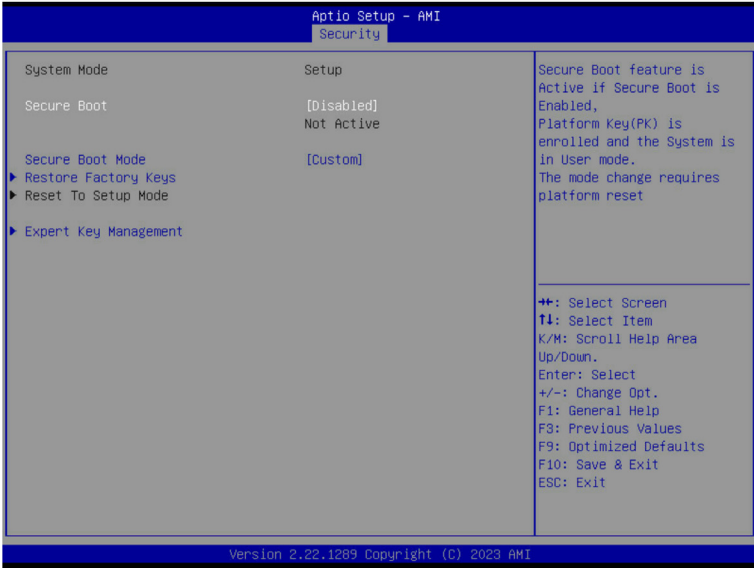 Aptio Setup – AMI
Security
System Mode Setup
Secure Boot [Disabled]
Not Active
Secure Boot Mode [Custom]
Restore Factory Keys
Reset To Setup Mode
Expert Key Management
Secure Boot feature is
Active if Secure Boot is
Enabled,
Platform Key(PK) is
enrolled and the System is
in User mode.
The mode change requires
platform reset
→←: Select Screen
↑↓: Select Item
K/M: Scroll Help Area
Up/Down.
Enter: Select
+/-: Change Opt.
F1: General Help
F3: Previous Values
F9: Optimized Defaults
F10: Save & Exit
ESC: Exit
Version 2.22.1289 Copyright (C) 2023 AMI